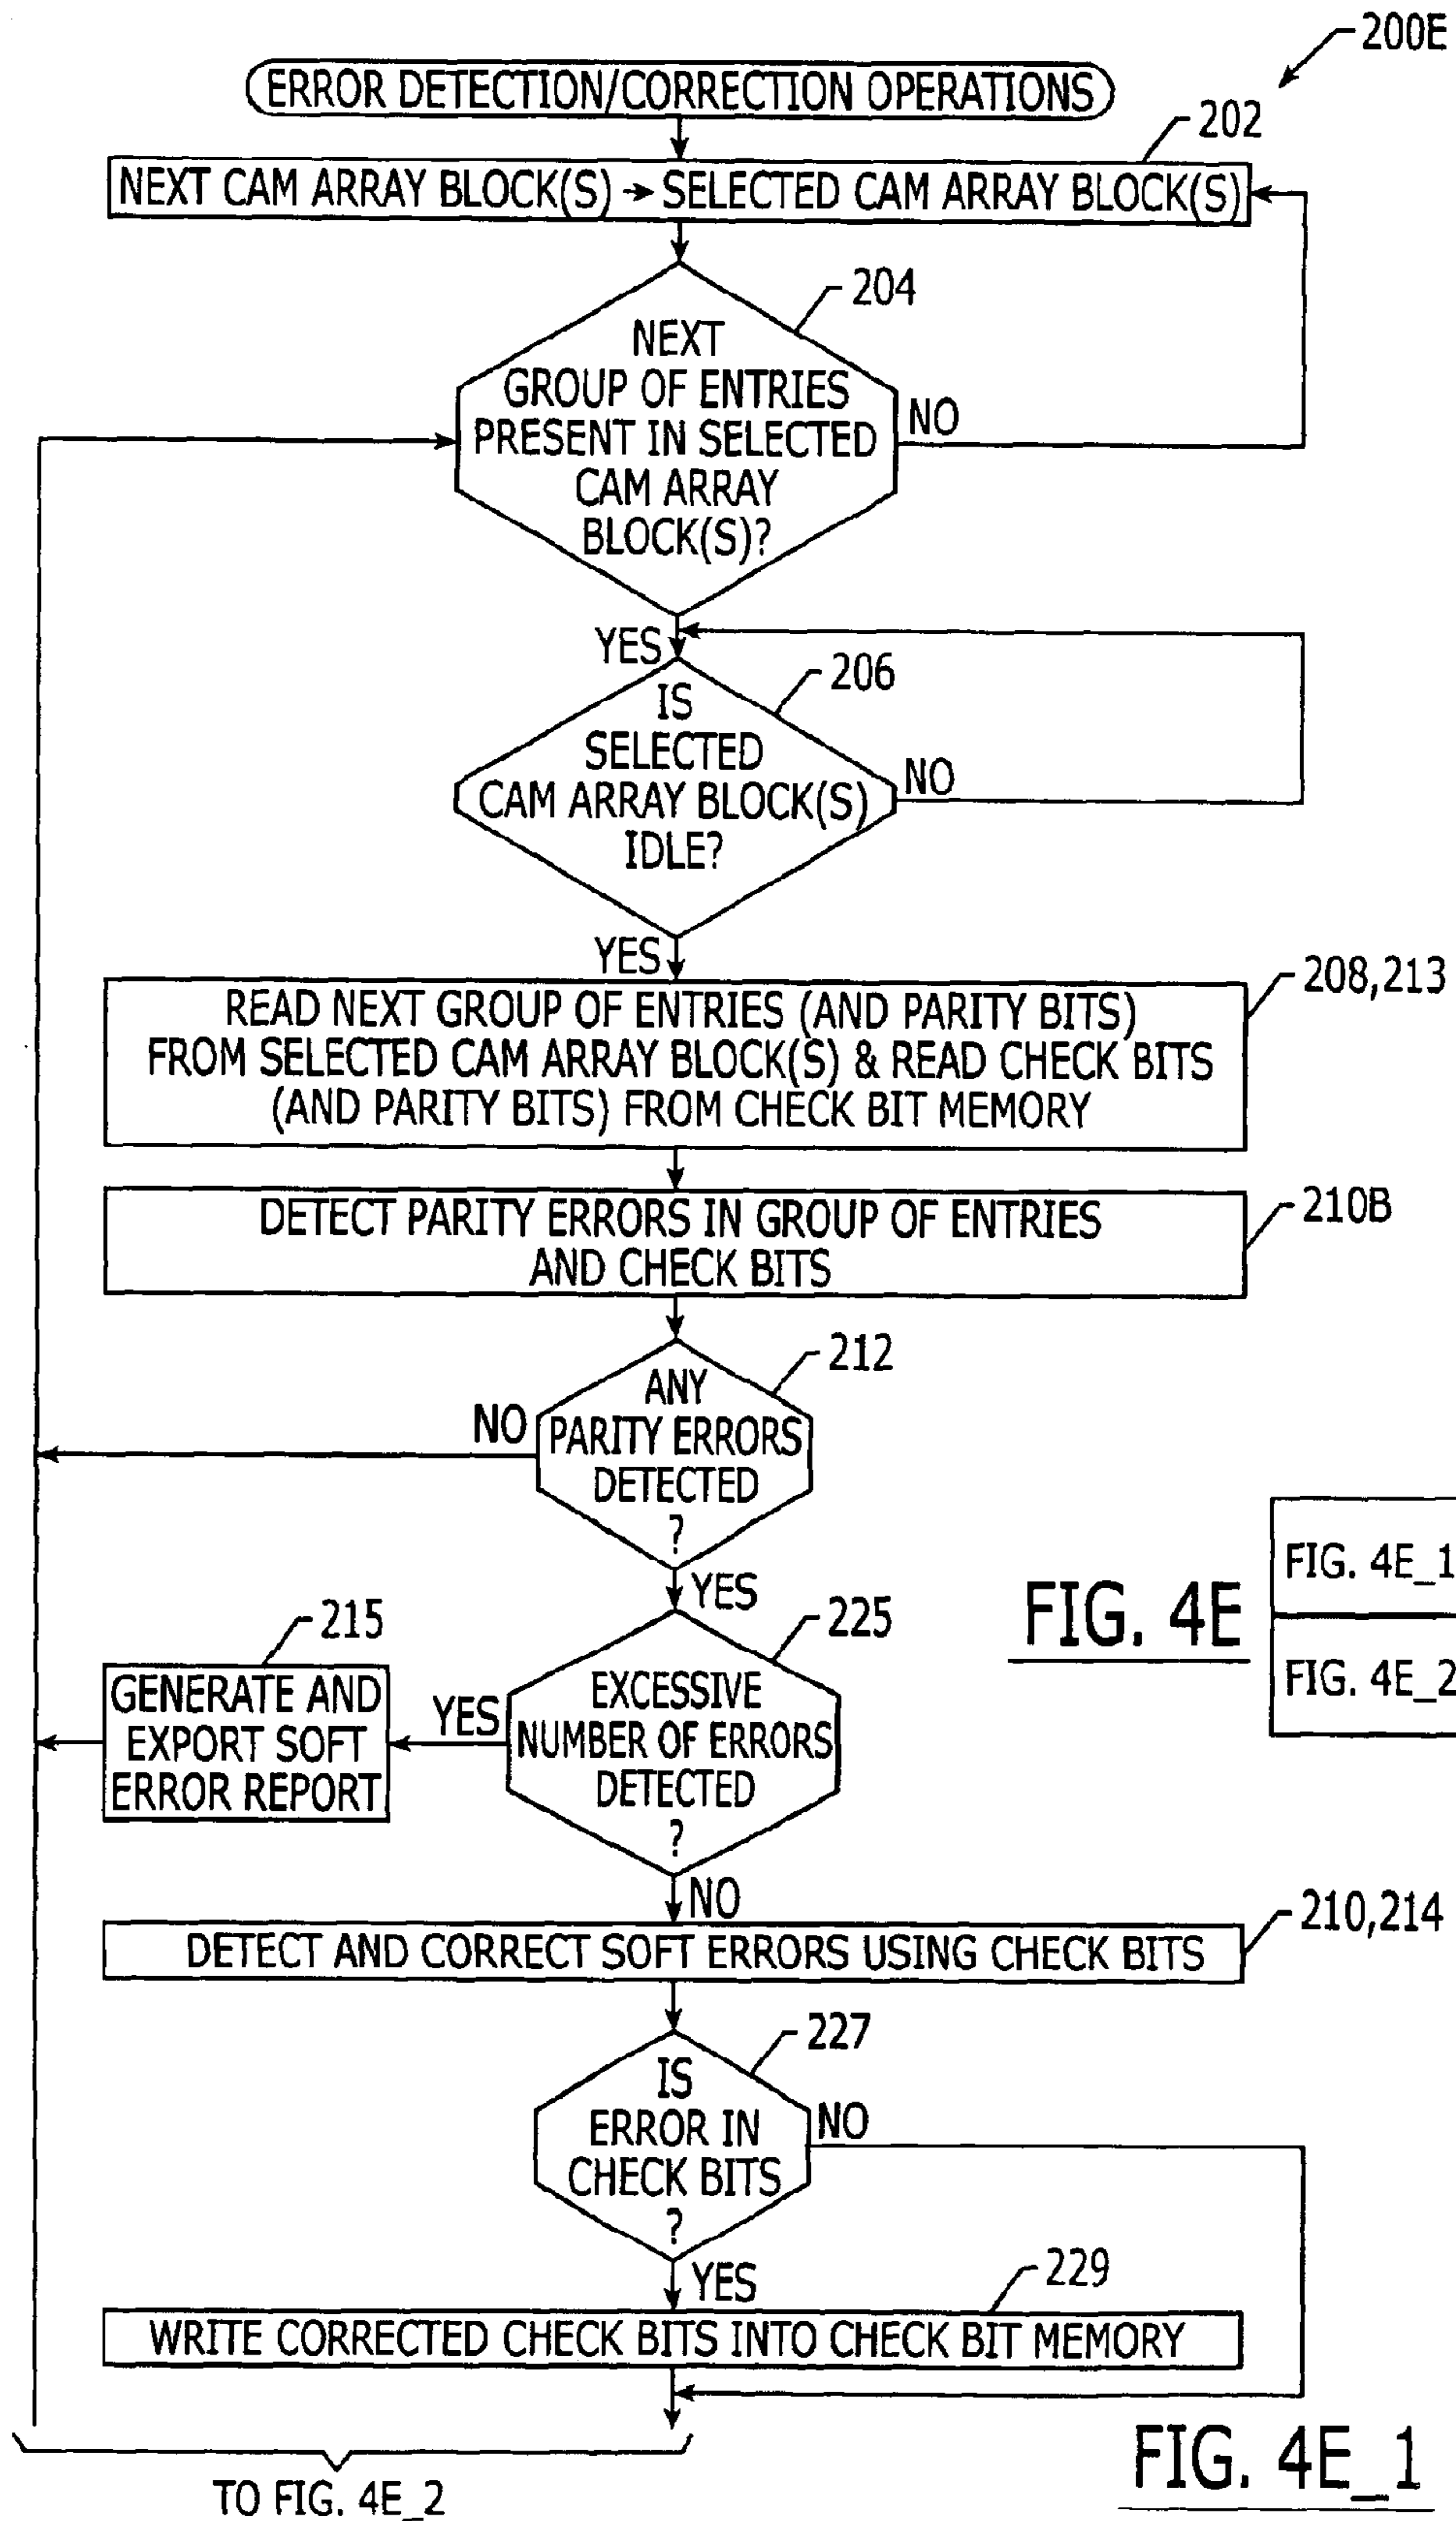 200E
ERROR DETECTION/CORRECTION OPERATIONS
202
NEXT CAM ARRAY BLOCK(S) → SELECTED CAM ARRAY BLOCK(S)
204
NEXT
GROUP OF ENTRIES
PRESENT IN SELECTED
CAM ARRAY
BLOCK(S)?
NO
YES
206
IS
SELECTED
CAM ARRAY BLOCK(S)
IDLE?
NO
YES
208,213
READ NEXT GROUP OF ENTRIES (AND PARITY BITS)
FROM SELECTED CAM ARRAY BLOCK(S) & READ CHECK BITS
(AND PARITY BITS) FROM CHECK BIT MEMORY
210B
DETECT PARITY ERRORS IN GROUP OF ENTRIES
AND CHECK BITS
212
ANY
PARITY ERRORS
DETECTED
?
NO
YES
FIG. 4E
FIG. 4E_1
FIG. 4E_2
215
GENERATE AND
EXPORT SOFT
ERROR REPORT
YES
225
EXCESSIVE
NUMBER OF ERRORS
DETECTED
?
NO
210,214
DETECT AND CORRECT SOFT ERRORS USING CHECK BITS
227
IS
ERROR IN
CHECK BITS
?
NO
YES
229
WRITE CORRECTED CHECK BITS INTO CHECK BIT MEMORY
TO FIG. 4E_2
FIG. 4E_1